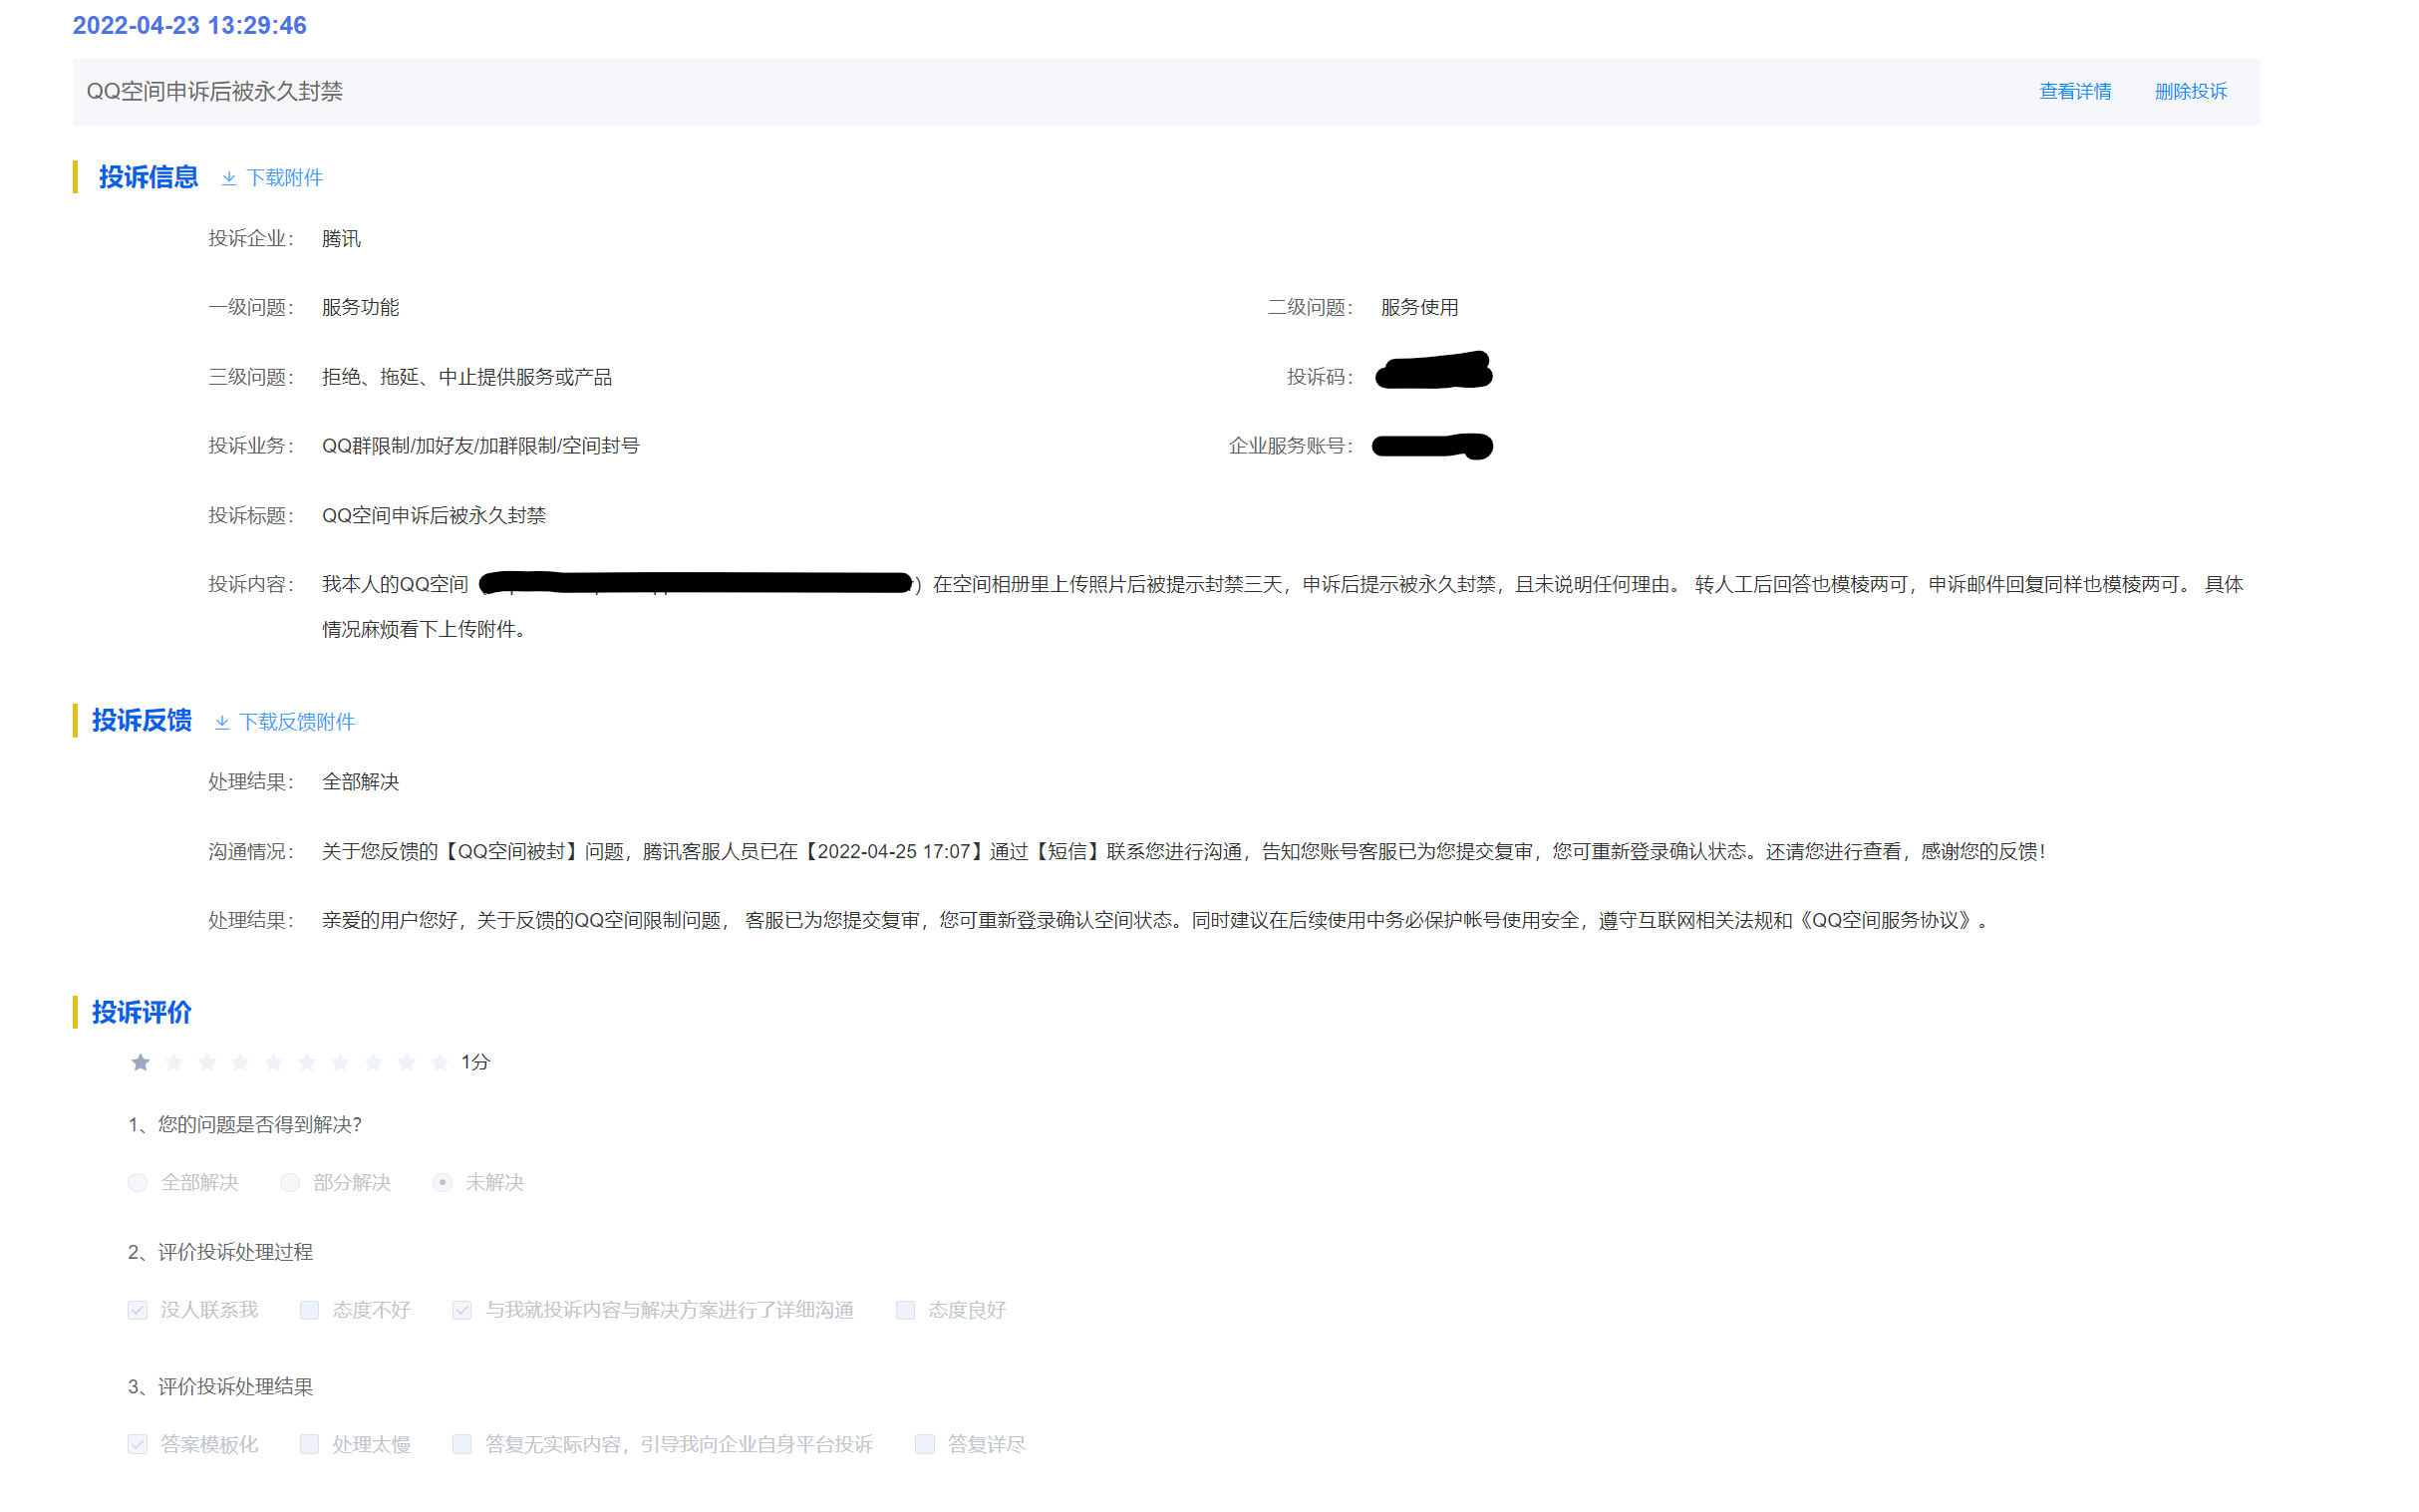 2022-04-23 13:29:46
QQ空间申诉后被永久封禁 查看详情 删除投诉
投诉信息 下载附件
投诉企业： 腾讯
一级问题： 服务功能 二级问题： 服务使用
三级问题： 拒绝、拖延、中止提供服务或产品 投诉码：
投诉业务： QQ群限制/加好友/加群限制/空间封号 企业服务账号：
投诉标题： QQ空间申诉后被永久封禁
投诉内容： 我本人的QQ空间（ ）在空间相册里上传照片后被提示封禁三天，申诉后提示被永久封禁，且未说明任何理由。 转人工后回答也模棱两可，申诉邮件回复同样也模棱两可。 具体
情况麻烦看下上传附件。
投诉反馈 下载反馈附件
处理结果： 全部解决
沟通情况： 关于您反馈的【QQ空间被封】问题，腾讯客服人员已在【2022-04-25 17:07】通过【短信】联系您进行沟通，告知您账号客服已为您提交复审，您可重新登录确认状态。还请您进行查看，感谢您的反馈！
处理结果： 亲爱的用户您好，关于反馈的QQ空间限制问题， 客服已为您提交复审，您可重新登录确认空间状态。同时建议在后续使用中务必保护帐号使用安全，遵守互联网相关法规和《QQ空间服务协议》。
投诉评价
1分
1、您的问题是否得到解决?
全部解决 部分解决 未解决
2、评价投诉处理过程
没人联系我 态度不好 与我就投诉内容与解决方案进行了详细沟通 态度良好
3、评价投诉处理结果
答案模板化 处理太慢 答复无实际内容，引导我向企业自身平台投诉 答复详尽